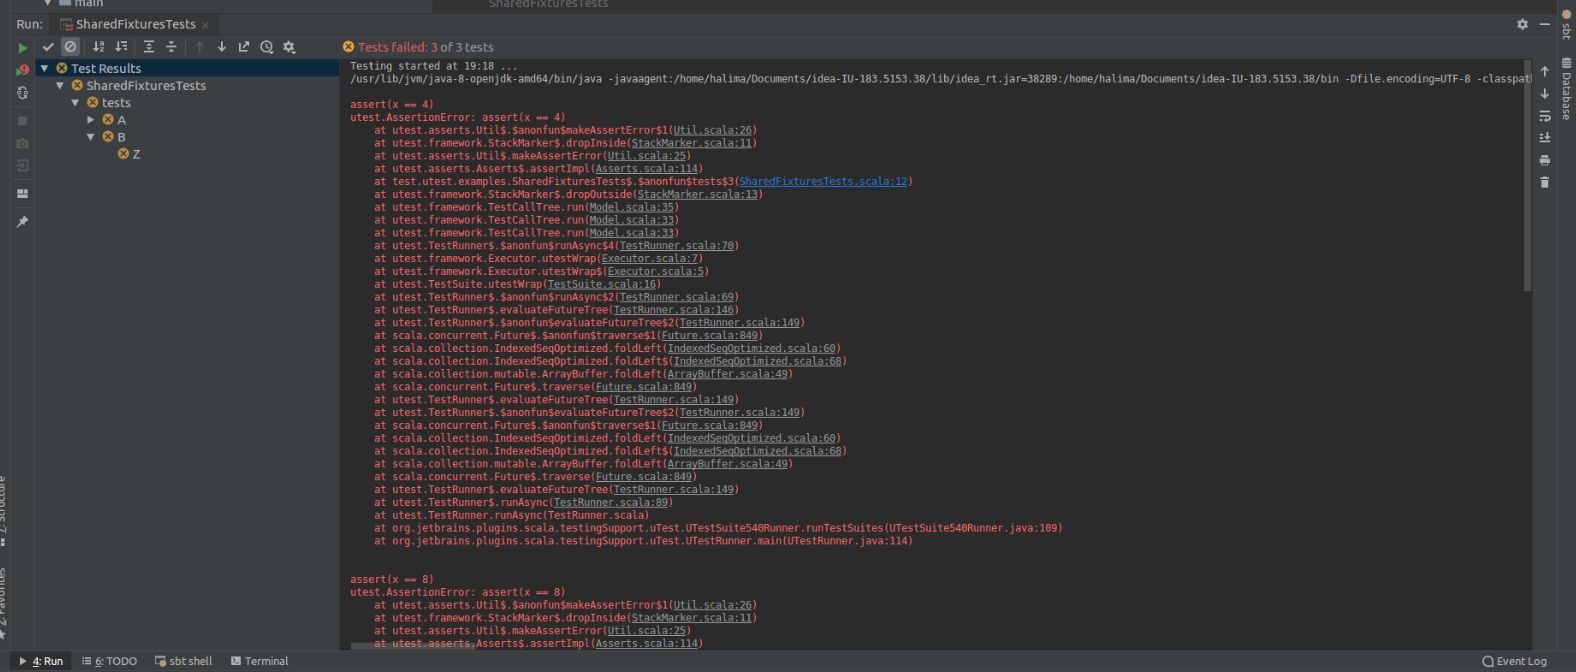 main
SharedFixturesTests
Run: SharedFixturesTests ×
Tests failed: 3 of 3 tests
Test Results
SharedFixturesTests
tests
A
B
Z
Testing started at 19:18 ...
/usr/lib/jvm/java-8-openjdk-amd64/bin/java -javaagent:/home/halima/Documents/idea-IU-183.5153.38/lib/idea_rt.jar=38289:/home/halima/Documents/idea-IU-183.5153.38/bin -Dfile.encoding=UTF-8 -classpat
assert(x == 4)
utest.AssertionError: assert(x == 4)
at utest.asserts.Util$.$anonfun$makeAssertError$1(Util.scala:26)
at utest.framework.StackMarker$.dropInside(StackMarker.scala:11)
at utest.asserts.Util$.makeAssertError(Util.scala:25)
at utest.asserts.Asserts$.assertImpl(Asserts.scala:114)
at test.utest.examples.SharedFixturesTests$.$anonfun$tests$3(SharedFixturesTests.scala:12)
at utest.framework.StackMarker$.dropOutside(StackMarker.scala:13)
at utest.framework.TestCallTree.run(Model.scala:35)
at utest.framework.TestCallTree.run(Model.scala:33)
at utest.framework.TestCallTree.run(Model.scala:33)
at utest.TestRunner$.$anonfun$runAsync$4(TestRunner.scala:70)
at utest.framework.Executor.utestWrap(Executor.scala:7)
at utest.framework.Executor.utestWrap$(Executor.scala:5)
at utest.TestSuite.utestWrap(TestSuite.scala:16)
at utest.TestRunner$.$anonfun$runAsync$2(TestRunner.scala:69)
at utest.TestRunner$.evaluateFutureTree(TestRunner.scala:146)
at utest.TestRunner$.$anonfun$evaluateFutureTree$2(TestRunner.scala:149)
at scala.concurrent.Future$.$anonfun$traverse$1(Future.scala:849)
at scala.collection.IndexedSeqOptimized.foldLeft(IndexedSeqOptimized.scala:60)
at scala.collection.IndexedSeqOptimized.foldLeft$(IndexedSeqOptimized.scala:68)
at scala.collection.mutable.ArrayBuffer.foldLeft(ArrayBuffer.scala:49)
at scala.concurrent.Future$.traverse(Future.scala:849)
at utest.TestRunner$.evaluateFutureTree(TestRunner.scala:149)
at utest.TestRunner$.$anonfun$evaluateFutureTree$2(TestRunner.scala:149)
at scala.concurrent.Future$.$anonfun$traverse$1(Future.scala:849)
at scala.collection.IndexedSeqOptimized.foldLeft(IndexedSeqOptimized.scala:60)
at scala.collection.IndexedSeqOptimized.foldLeft$(IndexedSeqOptimized.scala:68)
at scala.collection.mutable.ArrayBuffer.foldLeft(ArrayBuffer.scala:49)
at scala.concurrent.Future$.traverse(Future.scala:849)
at utest.TestRunner$.evaluateFutureTree(TestRunner.scala:149)
at utest.TestRunner$.runAsync(TestRunner.scala:89)
at utest.TestRunner.runAsync(TestRunner.scala)
at org.jetbrains.plugins.scala.testingSupport.uTest.UTestSuite540Runner.runTestSuites(UTestSuite540Runner.java:109)
at org.jetbrains.plugins.scala.testingSupport.uTest.UTestRunner.main(UTestRunner.java:114)
assert(x == 8)
utest.AssertionError: assert(x == 8)
at utest.asserts.Util$.$anonfun$makeAssertError$1(Util.scala:26)
at utest.framework.StackMarker$.dropInside(StackMarker.scala:11)
at utest.asserts.Util$.makeAssertError(Util.scala:25)
at utest.asserts.Asserts$.assertImpl(Asserts.scala:114)
sbt
Database
Z: Structure
2: Favorites
4: Run
6: TODO
sbt shell
Terminal
Event Log